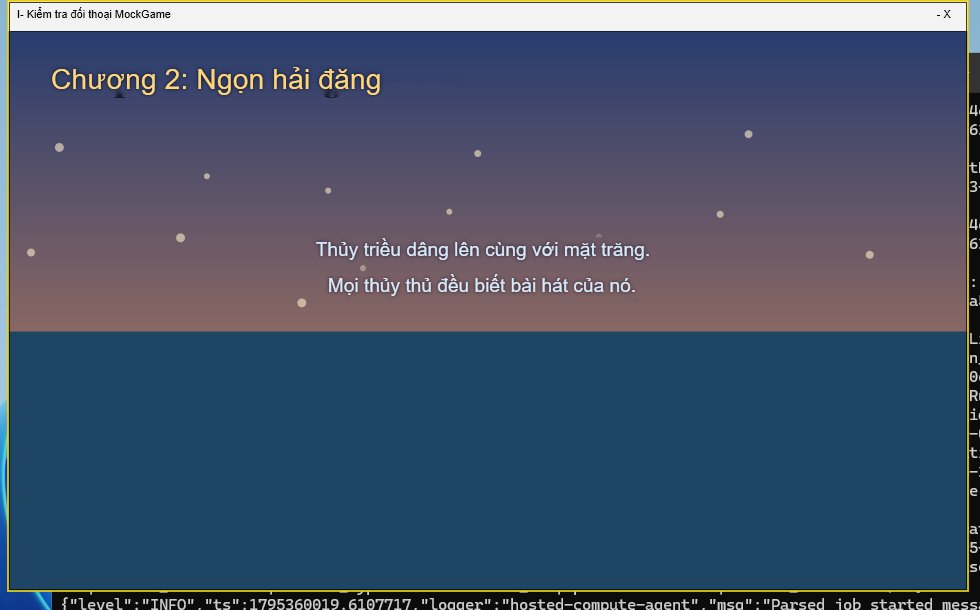 I- Kiểm tra đối thoại MockGame
- X
Chương 2: Ngọn hải đăng
Thủy triều dâng lên cùng với mặt trăng.
Mọi thủy thủ đều biết bài hát của nó.
{"level":"INFO","ts":1795360019.6107717,"logger":"hosted-compute-agent","msg":"Parsed job started